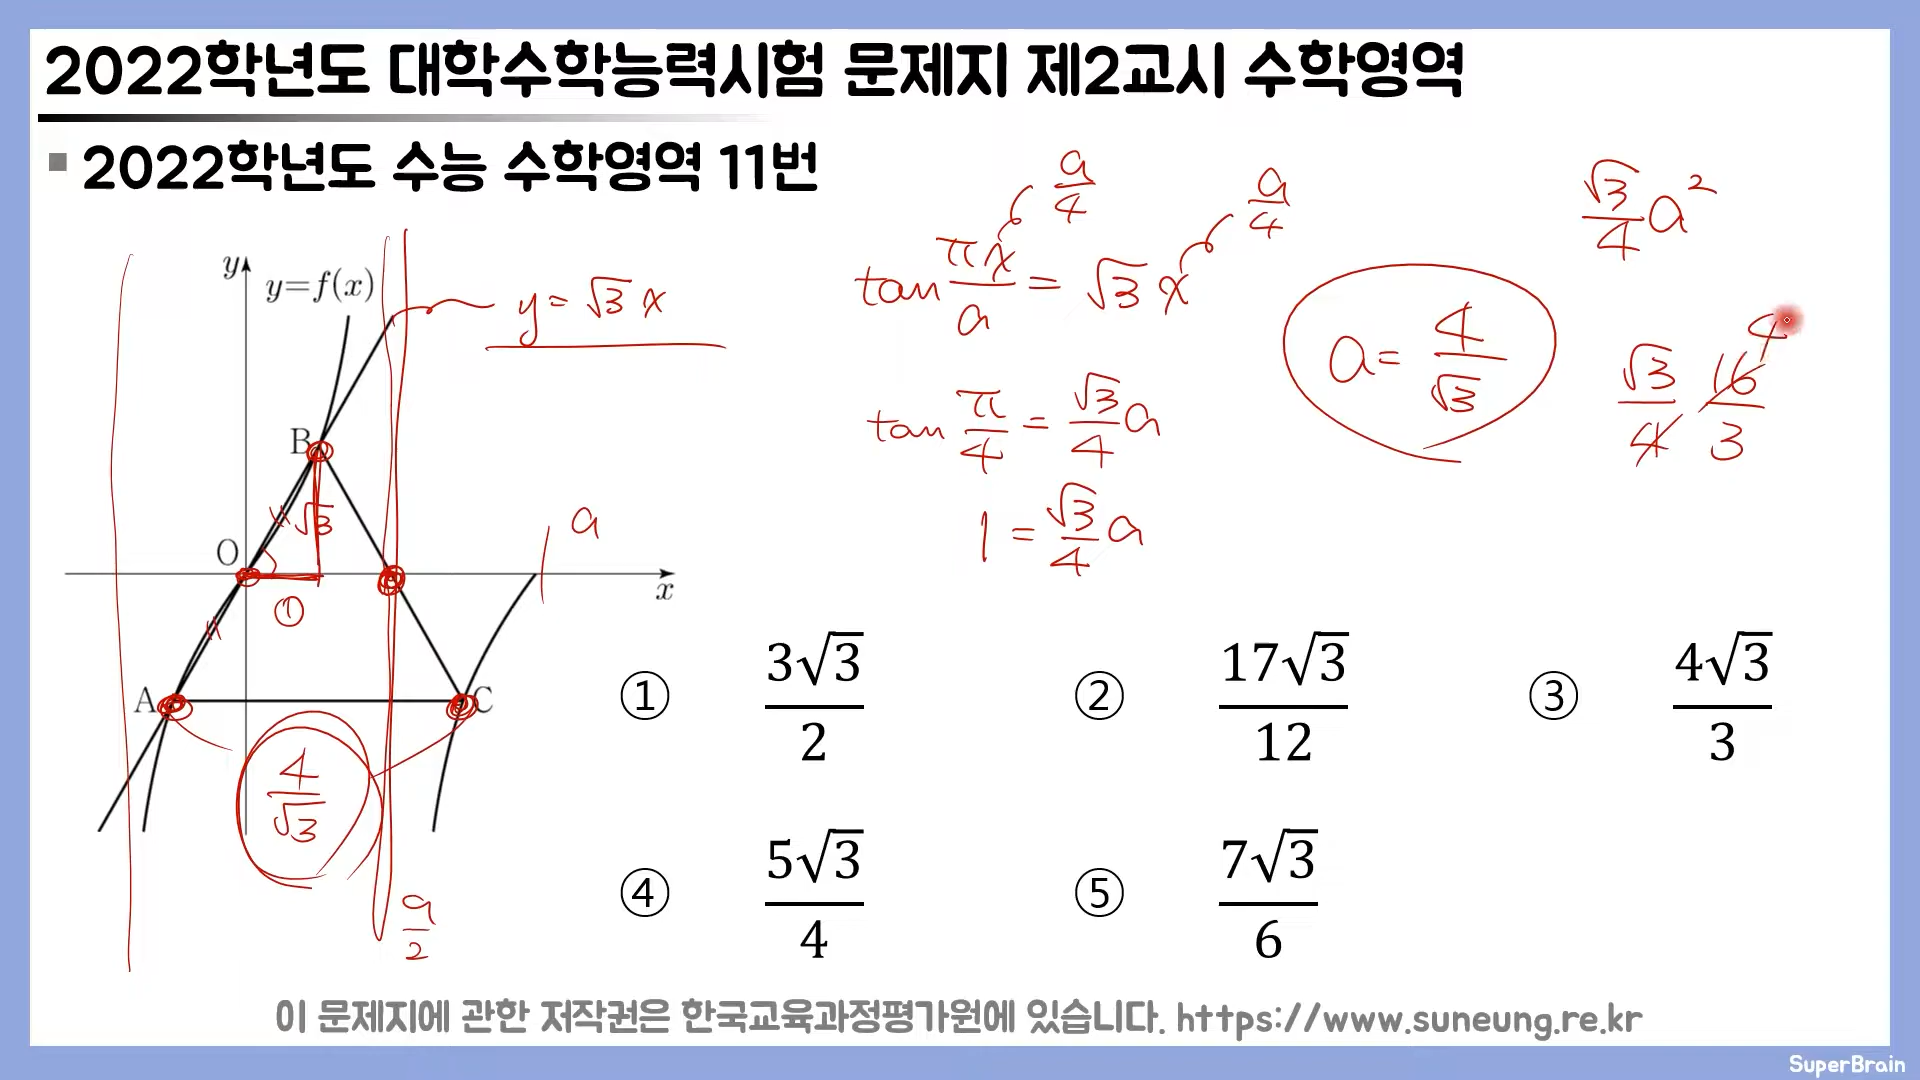 2022학년도 대학수학능력시험 문제지 제2교시 수학영역
2022학년도 수능 수학영역 11번
y
y=f(x)
y = √3 x
B
√3
O
①
a
x
A
C
4/√3
a/2
a/4
a/4
tan πx/a = √3 x
tan π/4 = √3/4 a
1 = √3/4 a
a = 4/√3
√3/4 a²
√3/4 16/3
4
① 3√3/2
② 17√3/12
③ 4√3/3
④ 5√3/4
⑤ 7√3/6
이 문제지에 관한 저작권은 한국교육과정평가원에 있습니다. https://www.suneung.re.kr
SuperBrain